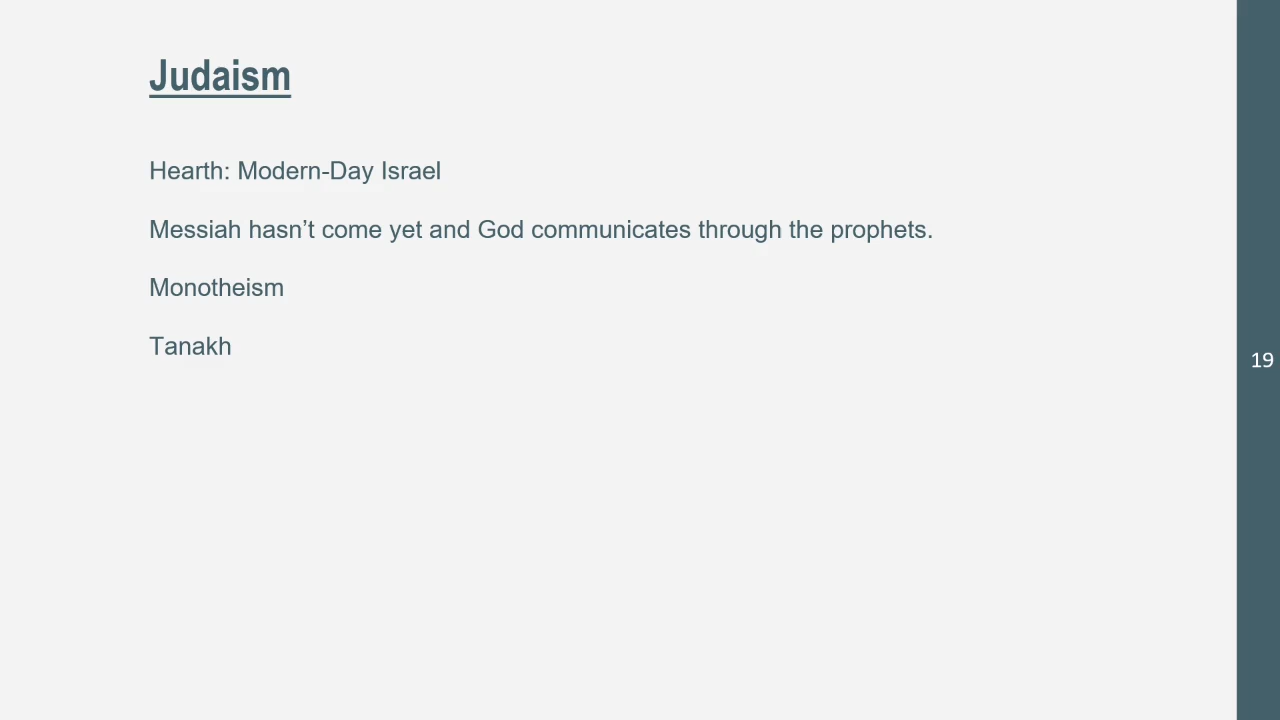 Judaism
Hearth: Modern-Day Israel
Messiah hasn’t come yet and God communicates through the prophets.
Monotheism
Tanakh
19